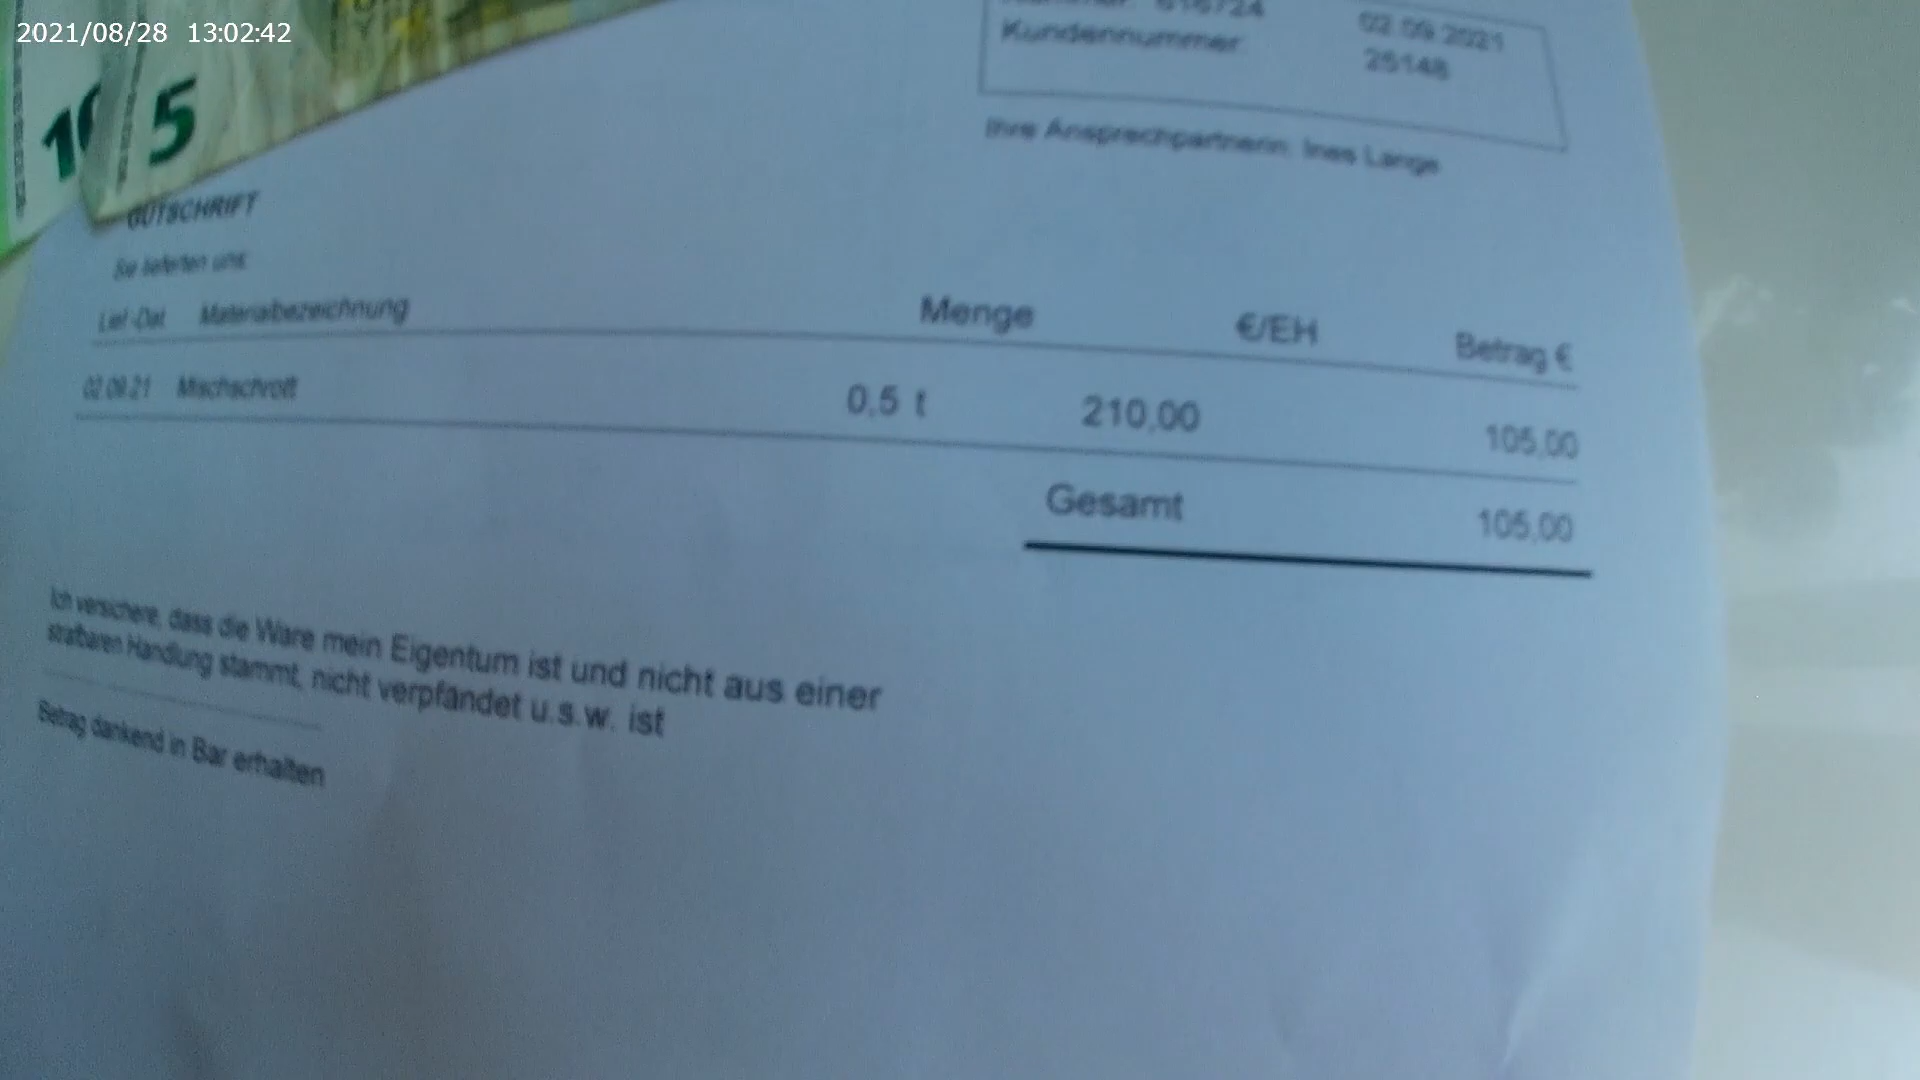 2021/08/28 13:02:42
10 5
02.09.2021
Kundennummer 25148
Ihre Ansprechpartnerin: Ines Lange
GUTSCHRIFT
Sie lieferten uns:
Lief.-Dat. Materialbezeichnung Menge €/EH Betrag €
02.09.21 Mischschrott 0,5 t 210,00 105,00
Gesamt 105,00
Ich versichere, dass die Ware mein Eigentum ist und nicht aus einer
strafbaren Handlung stammt, nicht verpfändet u.s.w. ist
Betrag dankend in Bar erhalten